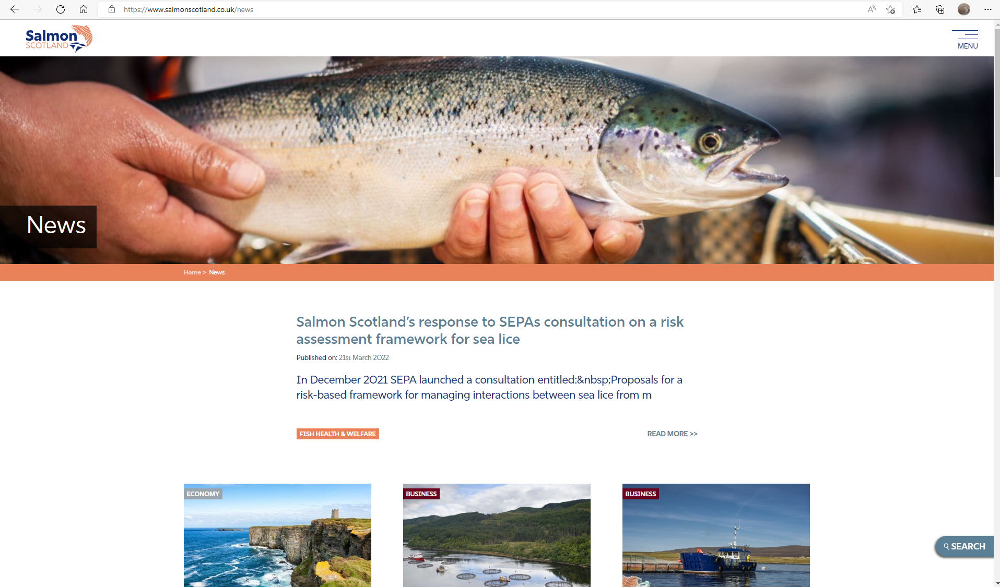 https://www.salmonscotland.co.uk/news
Salmon
SCOTLAND
MENU
News
Home > News
Salmon Scotland’s response to SEPAs consultation on a risk
assessment framework for sea lice
Published on: 21st March 2022
In December 2021 SEPA launched a consultation entitled:&nbsp;Proposals for a
risk-based framework for managing interactions between sea lice from m
FISH HEALTH & WELFARE
READ MORE >>
ECONOMY
BUSINESS
BUSINESS
SEARCH